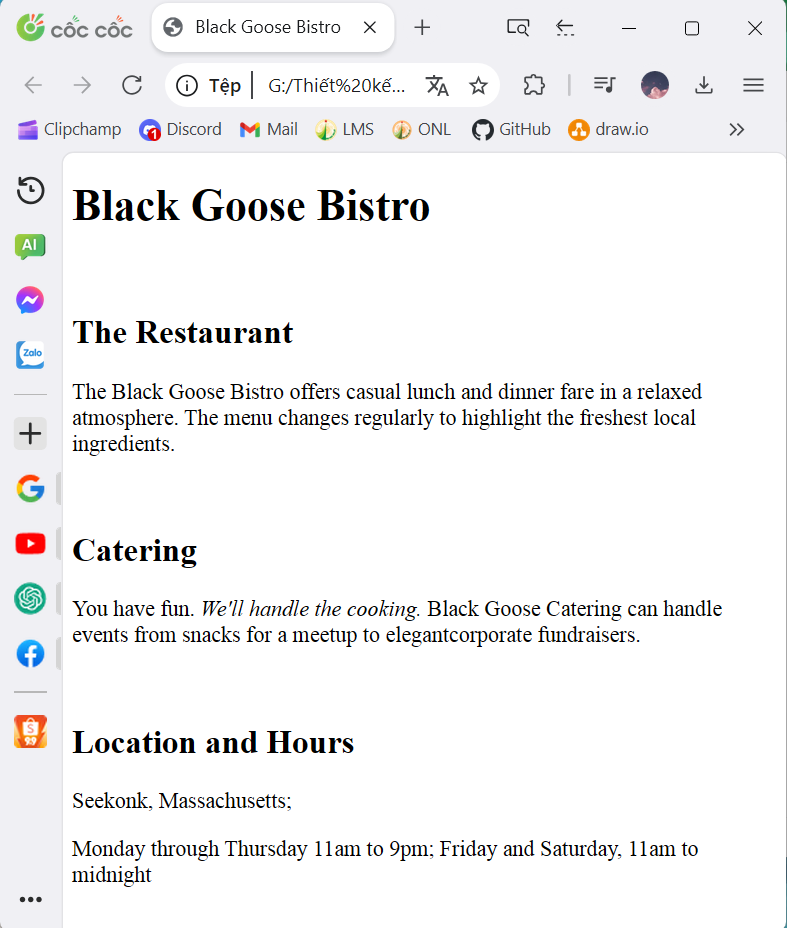 cốc cốc Black Goose Bistro
Tệp G:/Thiết%20kế...
Clipchamp Discord Mail LMS ONL GitHub draw.io
Black Goose Bistro
AI
The Restaurant
Zalo
The Black Goose Bistro offers casual lunch and dinner fare in a relaxed
atmosphere. The menu changes regularly to highlight the freshest local
ingredients.
Catering
You have fun. We'll handle the cooking. Black Goose Catering can handle
events from snacks for a meetup to elegantcorporate fundraisers.
S
9.9
Location and Hours
Seekonk, Massachusetts;
Monday through Thursday 11am to 9pm; Friday and Saturday, 11am to
midnight